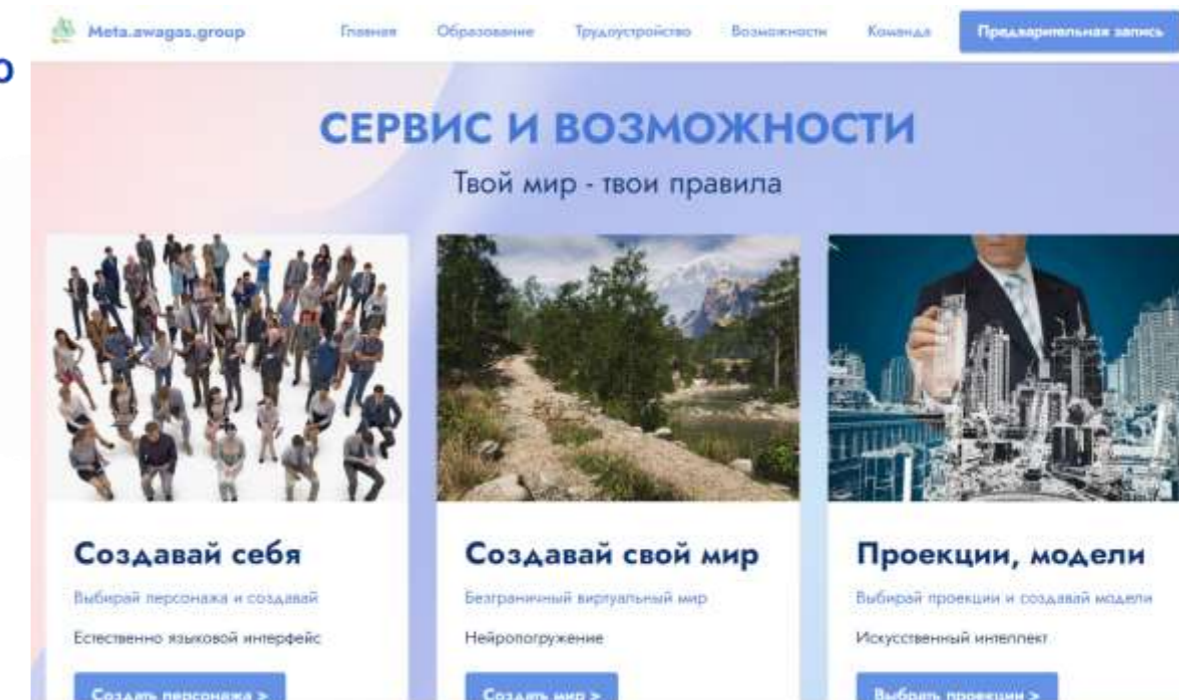 Meta.awagas.group
Главная Образование Трудоустройство Возможности Команда Предварительная запись
СЕРВИС И ВОЗМОЖНОСТИ
Твой мир - твои правила
Создавай себя
Выбирай персонажа и создавай
Естественно языковой интерфейс
Создать персонажа >
Создавай свой мир
Безграничный виртуальный мир
Нейропогружение
Создать мир >
Проекции, модели
Выбирай проекции и создавай модели
Искусственный интеллект
Выбрать проекции >